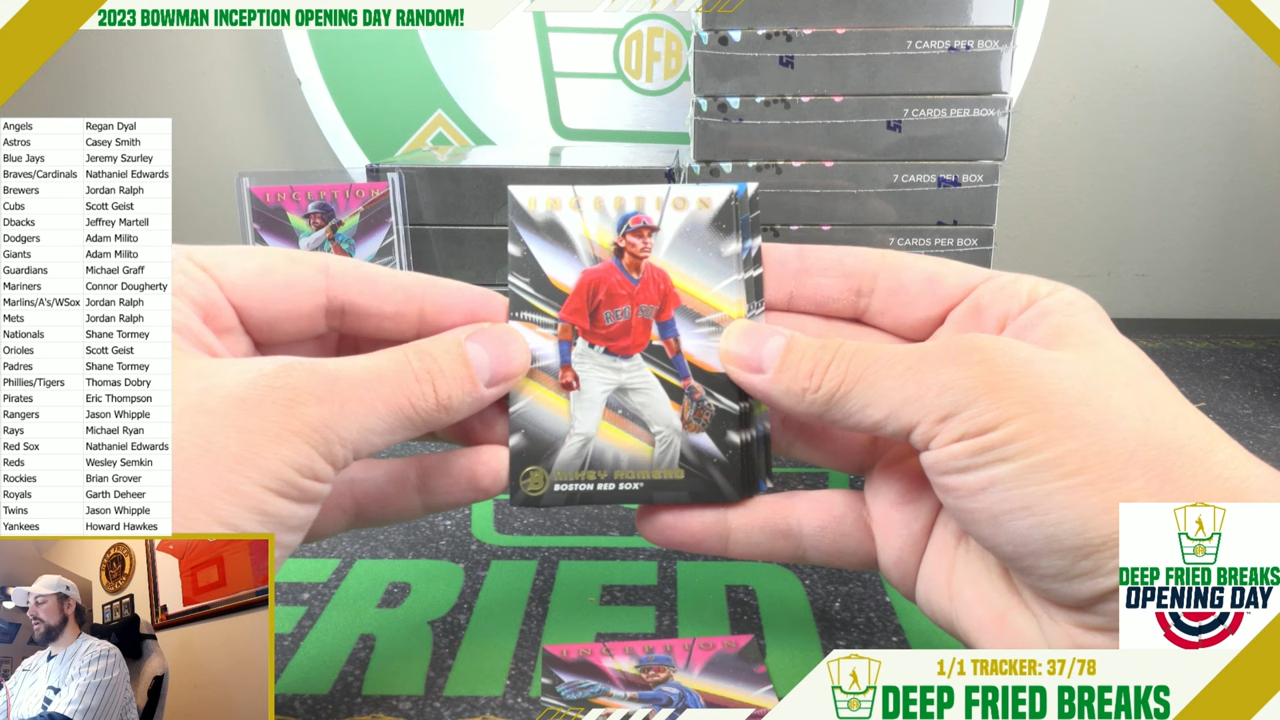 2023 BOWMAN INCEPTION OPENING DAY RANDOM!
Angels Regan Dyal
Astros Casey Smith
Blue Jays Jeremy Szurley
Braves/Cardinals Nathaniel Edwards
Brewers Jordan Ralph
Cubs Scott Geist
Dbacks Jeffrey Martell
Dodgers Adam Milito
Giants Adam Milito
Guardians Michael Graff
Mariners Connor Dougherty
Marlins/A's/WSox Jordan Ralph
Mets Jordan Ralph
Nationals Shane Tormey
Orioles Scott Geist
Padres Shane Tormey
Phillies/Tigers Thomas Dobry
Pirates Eric Thompson
Rangers Jason Whipple
Rays Michael Ryan
Red Sox Nathaniel Edwards
Reds Wesley Semkin
Rockies Brian Grover
Royals Garth Deheer
Twins Jason Whipple
Yankees Howard Hawkes
7 CARDS PER BOX
7 CARDS PER BOX
7 CARDS PER BOX
7 CARDS PER BOX
INCEPTION
INCEPTION
RED SOX
MIKEY ROMERO
BOSTON RED SOX
FRIED
INCEPTION
DEEP FRIED BREAKS
OPENING DAY
1/1 TRACKER: 37/78
DEEP FRIED BREAKS